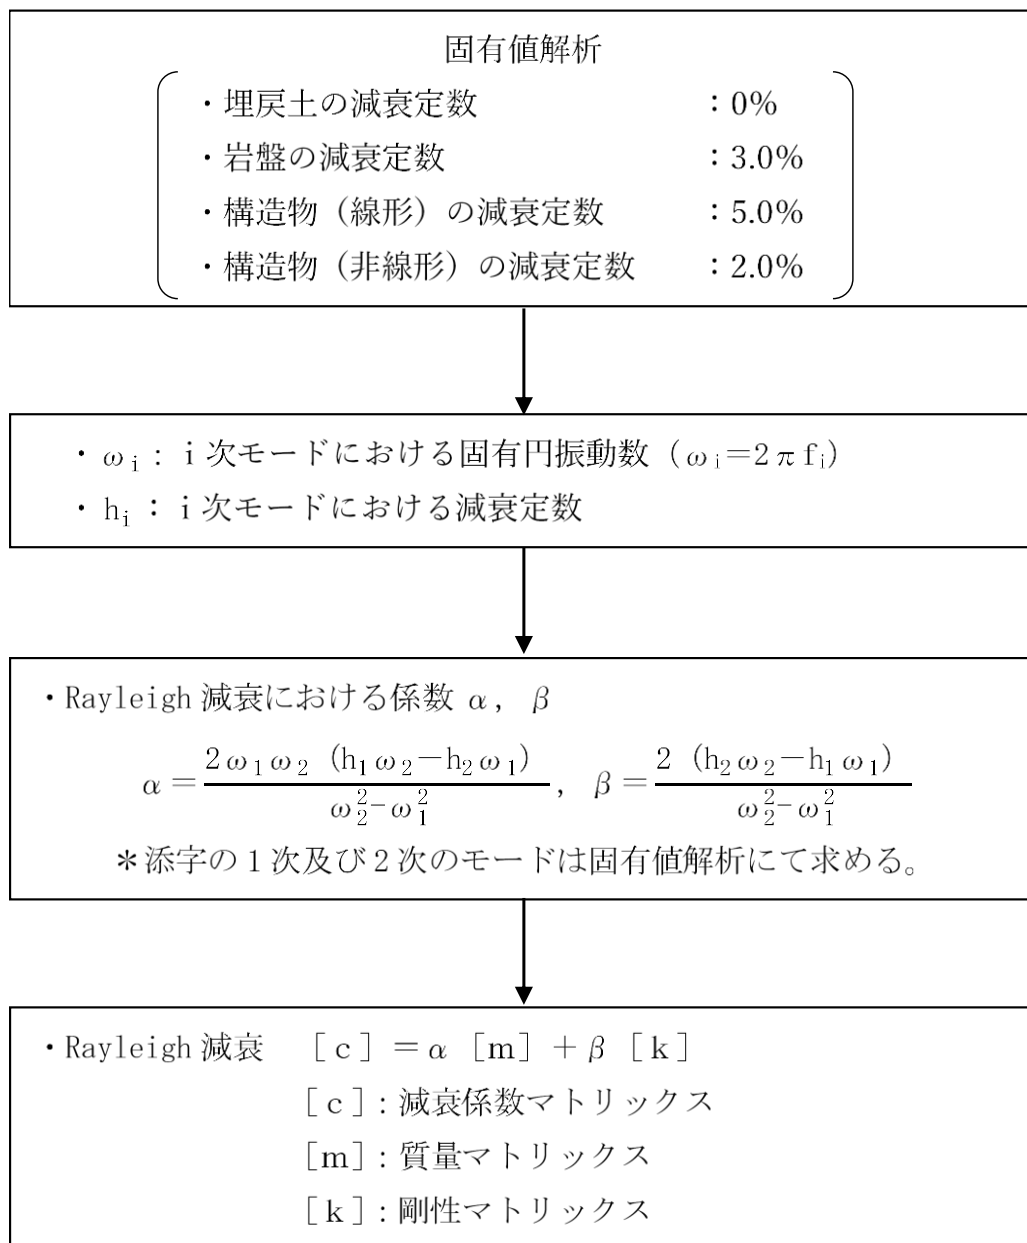 固有値解析
・埋戻土の減衰定数 :0%
・岩盤の減衰定数 :3.0%
・構造物（線形）の減衰定数 :5.0%
・構造物（非線形）の減衰定数 :2.0%
・ωi：i次モードにおける固有円振動数（ωi=2πfi）
・hi：i次モードにおける減衰定数
・Rayleigh減衰における係数α，β
α＝2ω1ω2（h1ω2－h2ω1）/ω2²-ω1²，β＝2（h2ω2－h1ω1）/ω2²-ω1²
＊添字の1次及び2次のモードは固有値解析にて求める。
・Rayleigh減衰 ［c］＝α［m］＋β［k］
［c］：減衰係数マトリックス
［m］：質量マトリックス
［k］：剛性マトリックス